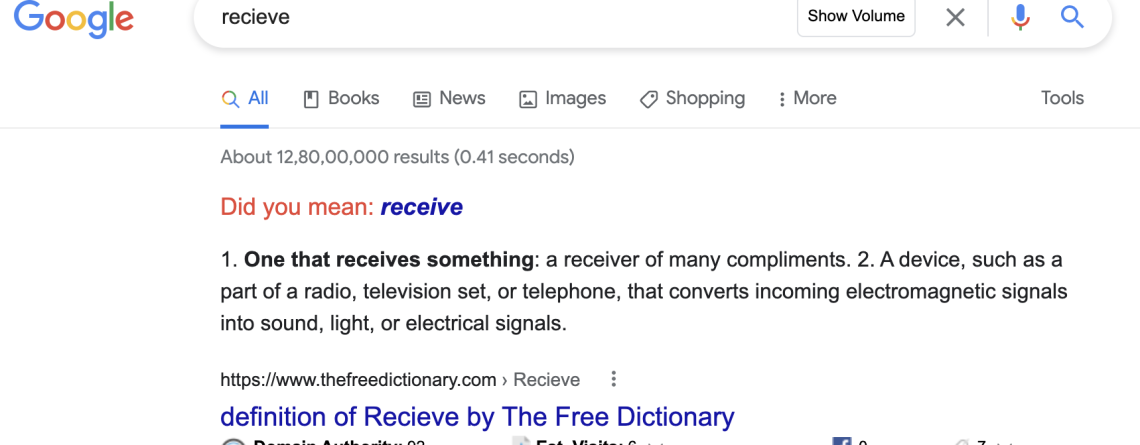 Google
recieve
Show Volume
All
Books
News
Images
Shopping
More
Tools
About 12,80,00,000 results (0.41 seconds)
Did you mean: receive
1. One that receives something: a receiver of many compliments. 2. A device, such as a
part of a radio, television set, or telephone, that converts incoming electromagnetic signals
into sound, light, or electrical signals.
https://www.thefreedictionary.com › Recieve
definition of Recieve by The Free Dictionary
Domain Authority: